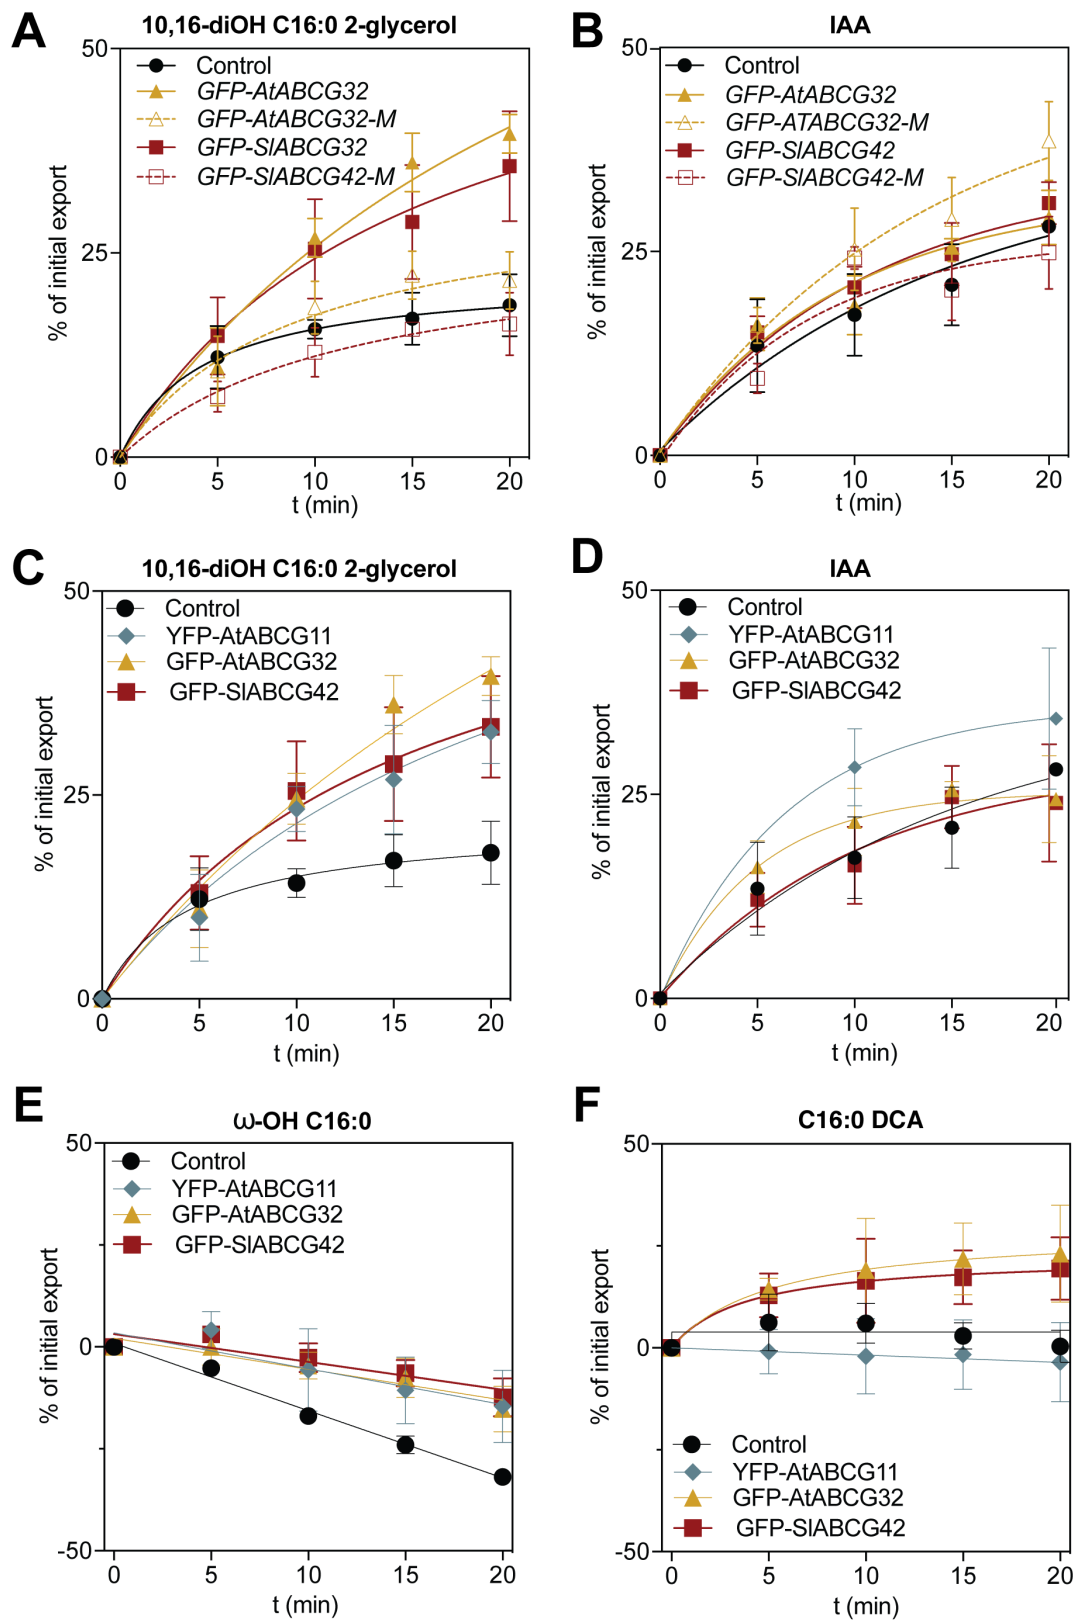 A
10,16-diOH C16:0 2-glycerol
50
25
0
% of initial export
Control
GFP-AtABCG32
GFP-AtABCG32-M
GFP-SlABCG32
GFP-SlABCG42-M
0 5 10 15 20
t (min)
B
IAA
50
25
0
% of initial export
Control
GFP-AtABCG32
GFP-ATABCG32-M
GFP-SlABCG42
GFP-SlABCG42-M
0 5 10 15 20
t (min)
C
10,16-diOH C16:0 2-glycerol
50
25
0
% of initial export
Control
YFP-AtABCG11
GFP-AtABCG32
GFP-SlABCG42
0 5 10 15 20
t (min)
D
IAA
50
25
0
% of initial export
Control
YFP-AtABCG11
GFP-AtABCG32
GFP-SlABCG42
0 5 10 15 20
t (min)
E
ω-OH C16:0
50
0
-50
% of initial export
Control
YFP-AtABCG11
GFP-AtABCG32
GFP-SlABCG42
0 5 10 15 20
t (min)
F
C16:0 DCA
50
0
-50
% of initial export
Control
YFP-AtABCG11
GFP-AtABCG32
GFP-SlABCG42
0 5 10 15 20
t (min)